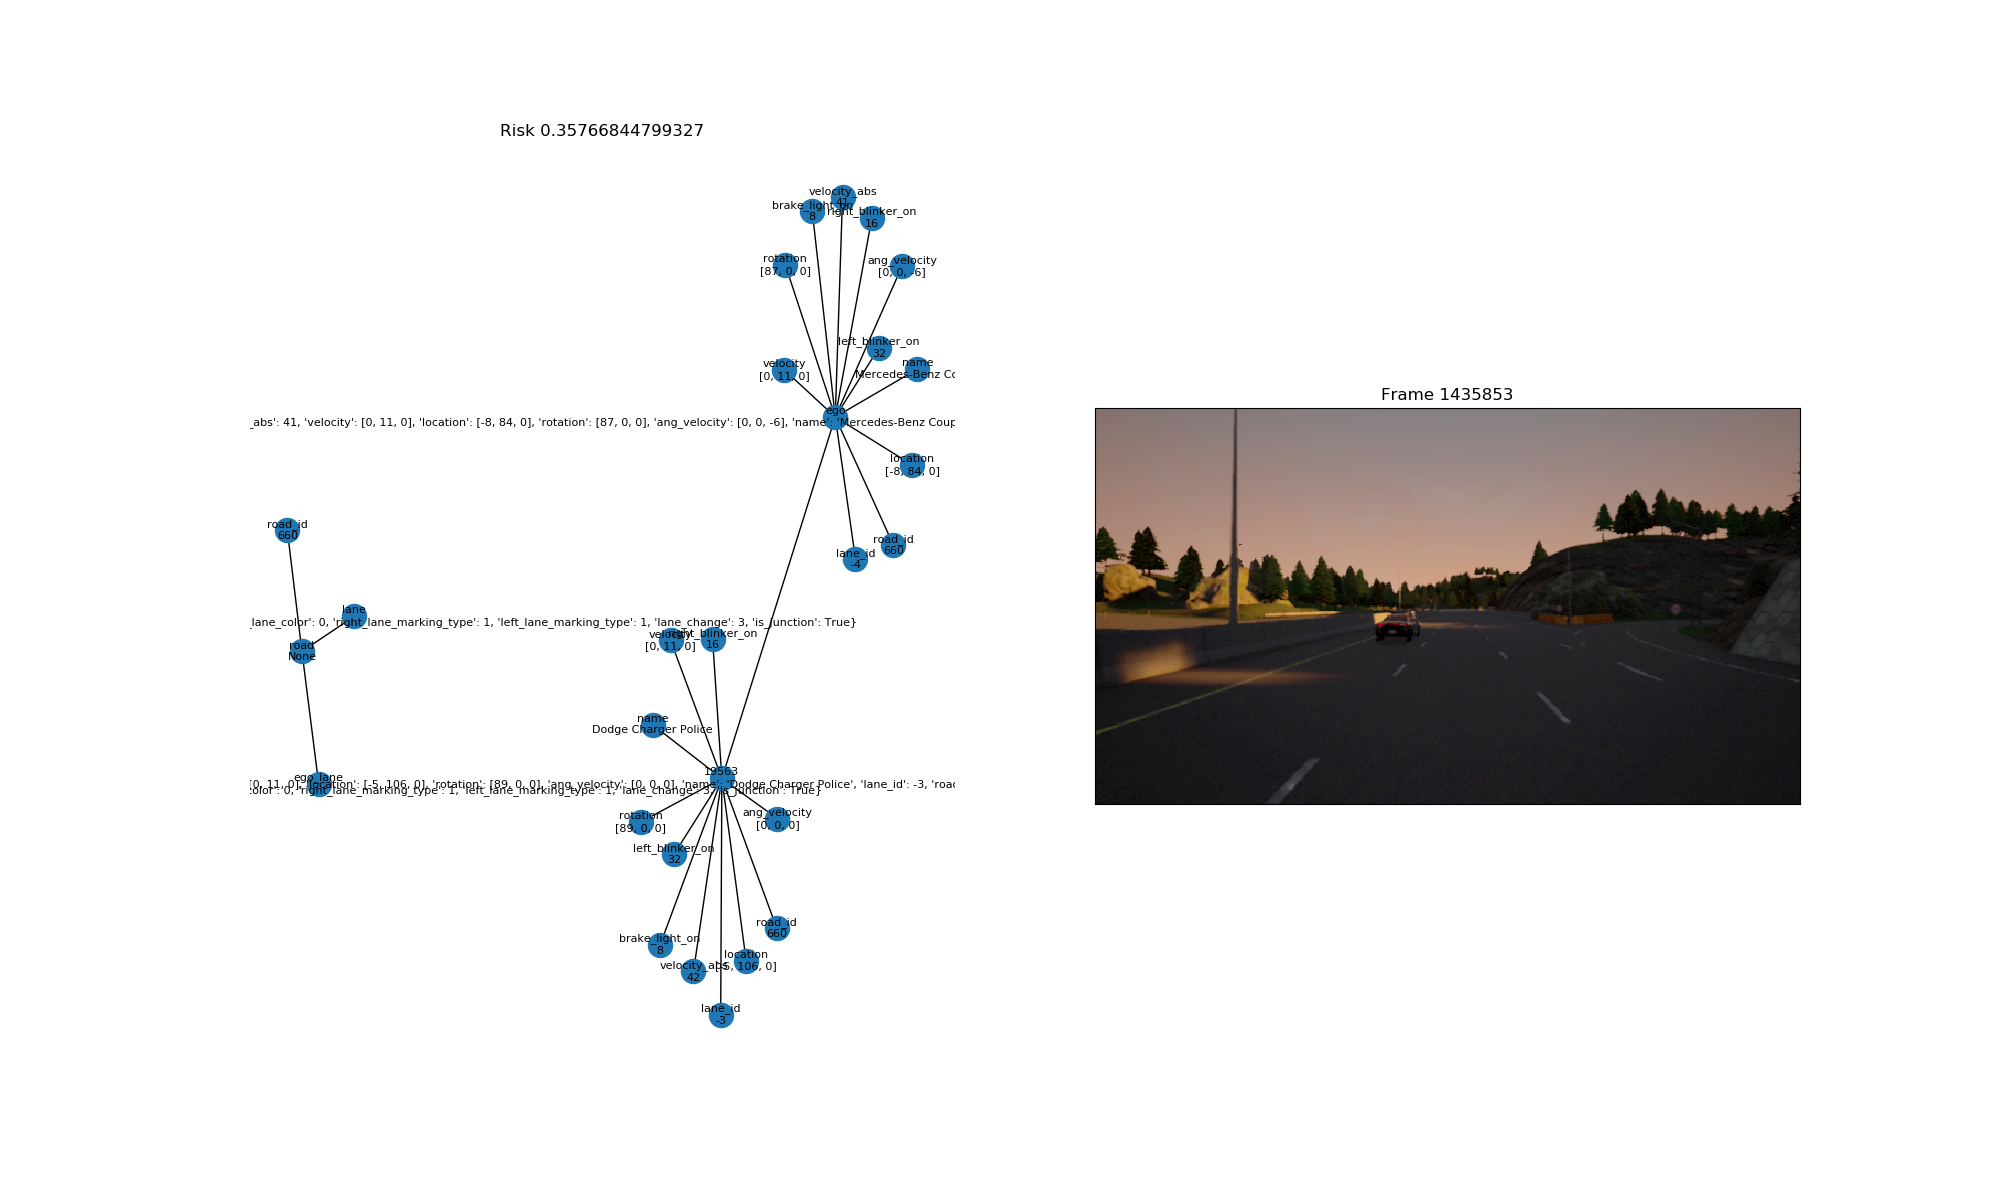 Risk 0.35766844799327
velocity_abs
41
brake_light_on
8
right_blinker_on
16
rotation
[87, 0, 0]
ang_velocity
[0, 0, -6]
left_blinker_on
32
velocity
[0, 11, 0]
name
Mercedes-Benz Co
ego
_abs': 41, 'velocity': [0, 11, 0], 'location': [-8, 84, 0], 'rotation': [87, 0, 0], 'ang_velocity': [0, 0, -6], 'name': 'Mercedes-Benz Coup
location
[-8, 84, 0]
road_id
660
lane_id
-4
road_id
660
lane
_lane_color': 0, 'right_lane_marking_type': 1, 'left_lane_marking_type': 1, 'lane_change': 3, 'is_junction': True}
road
None
velocity
[0, 11, 0]
right_blinker_on
16
name
Dodge Charger Police
19563
[0, 11, 0], 'location': [-5, 106, 0], 'rotation': [89, 0, 0], 'ang_velocity': [0, 0, 0], 'name': 'Dodge Charger Police', 'lane_id': -3, 'road
ego_lane
color': 0, 'right_lane_marking_type': 1, 'left_lane_marking_type': 1, 'lane_change': 3, 'is_junction': True}
rotation
[89, 0, 0]
ang_velocity
[0, 0, 0]
left_blinker_on
32
road_id
660
brake_light_on
8
location
[-5, 106, 0]
velocity_abs
42
lane_id
-3
Frame 1435853